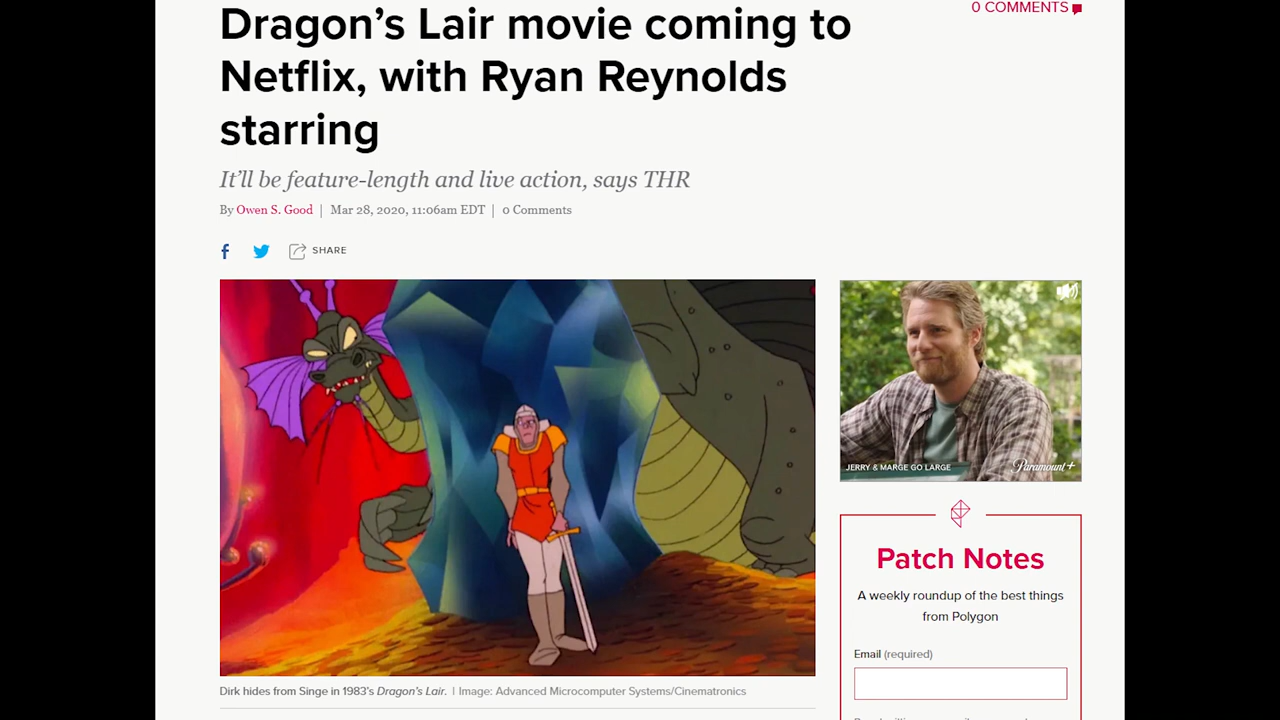 0 COMMENTS
Dragon’s Lair movie coming to
Netflix, with Ryan Reynolds
starring
It’ll be feature-length and live action, says THR
By Owen S. Good | Mar 28, 2020, 11:06am EDT | 0 Comments
SHARE
JERRY & MARGE GO LARGE
Paramount+
Dirk hides from Singe in 1983’s Dragon’s Lair. | Image: Advanced Microcomputer Systems/Cinematronics
Patch Notes
A weekly roundup of the best things
from Polygon
Email (required)